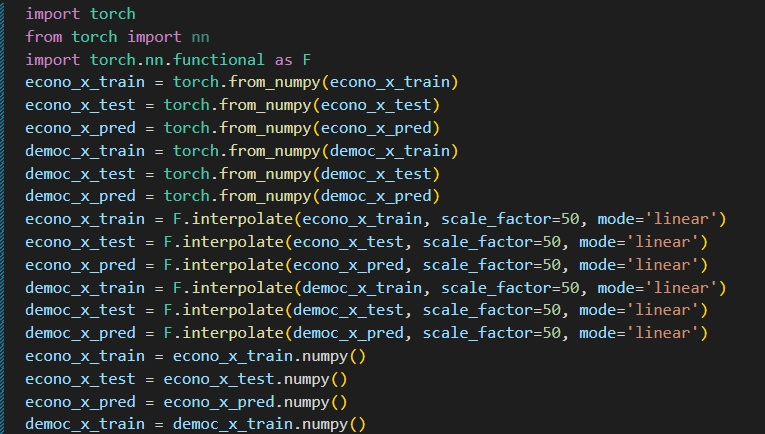 import torch
from torch import nn
import torch.nn.functional as F
econo_x_train = torch.from_numpy(econo_x_train)
econo_x_test = torch.from_numpy(econo_x_test)
econo_x_pred = torch.from_numpy(econo_x_pred)
democ_x_train = torch.from_numpy(democ_x_train)
democ_x_test = torch.from_numpy(democ_x_test)
democ_x_pred = torch.from_numpy(democ_x_pred)
econo_x_train = F.interpolate(econo_x_train, scale_factor=50, mode='linear')
econo_x_test = F.interpolate(econo_x_test, scale_factor=50, mode='linear')
econo_x_pred = F.interpolate(econo_x_pred, scale_factor=50, mode='linear')
democ_x_train = F.interpolate(democ_x_train, scale_factor=50, mode='linear')
democ_x_test = F.interpolate(democ_x_test, scale_factor=50, mode='linear')
democ_x_pred = F.interpolate(democ_x_pred, scale_factor=50, mode='linear')
econo_x_train = econo_x_train.numpy()
econo_x_test = econo_x_test.numpy()
econo_x_pred = econo_x_pred.numpy()
democ_x_train = democ_x_train.numpy()